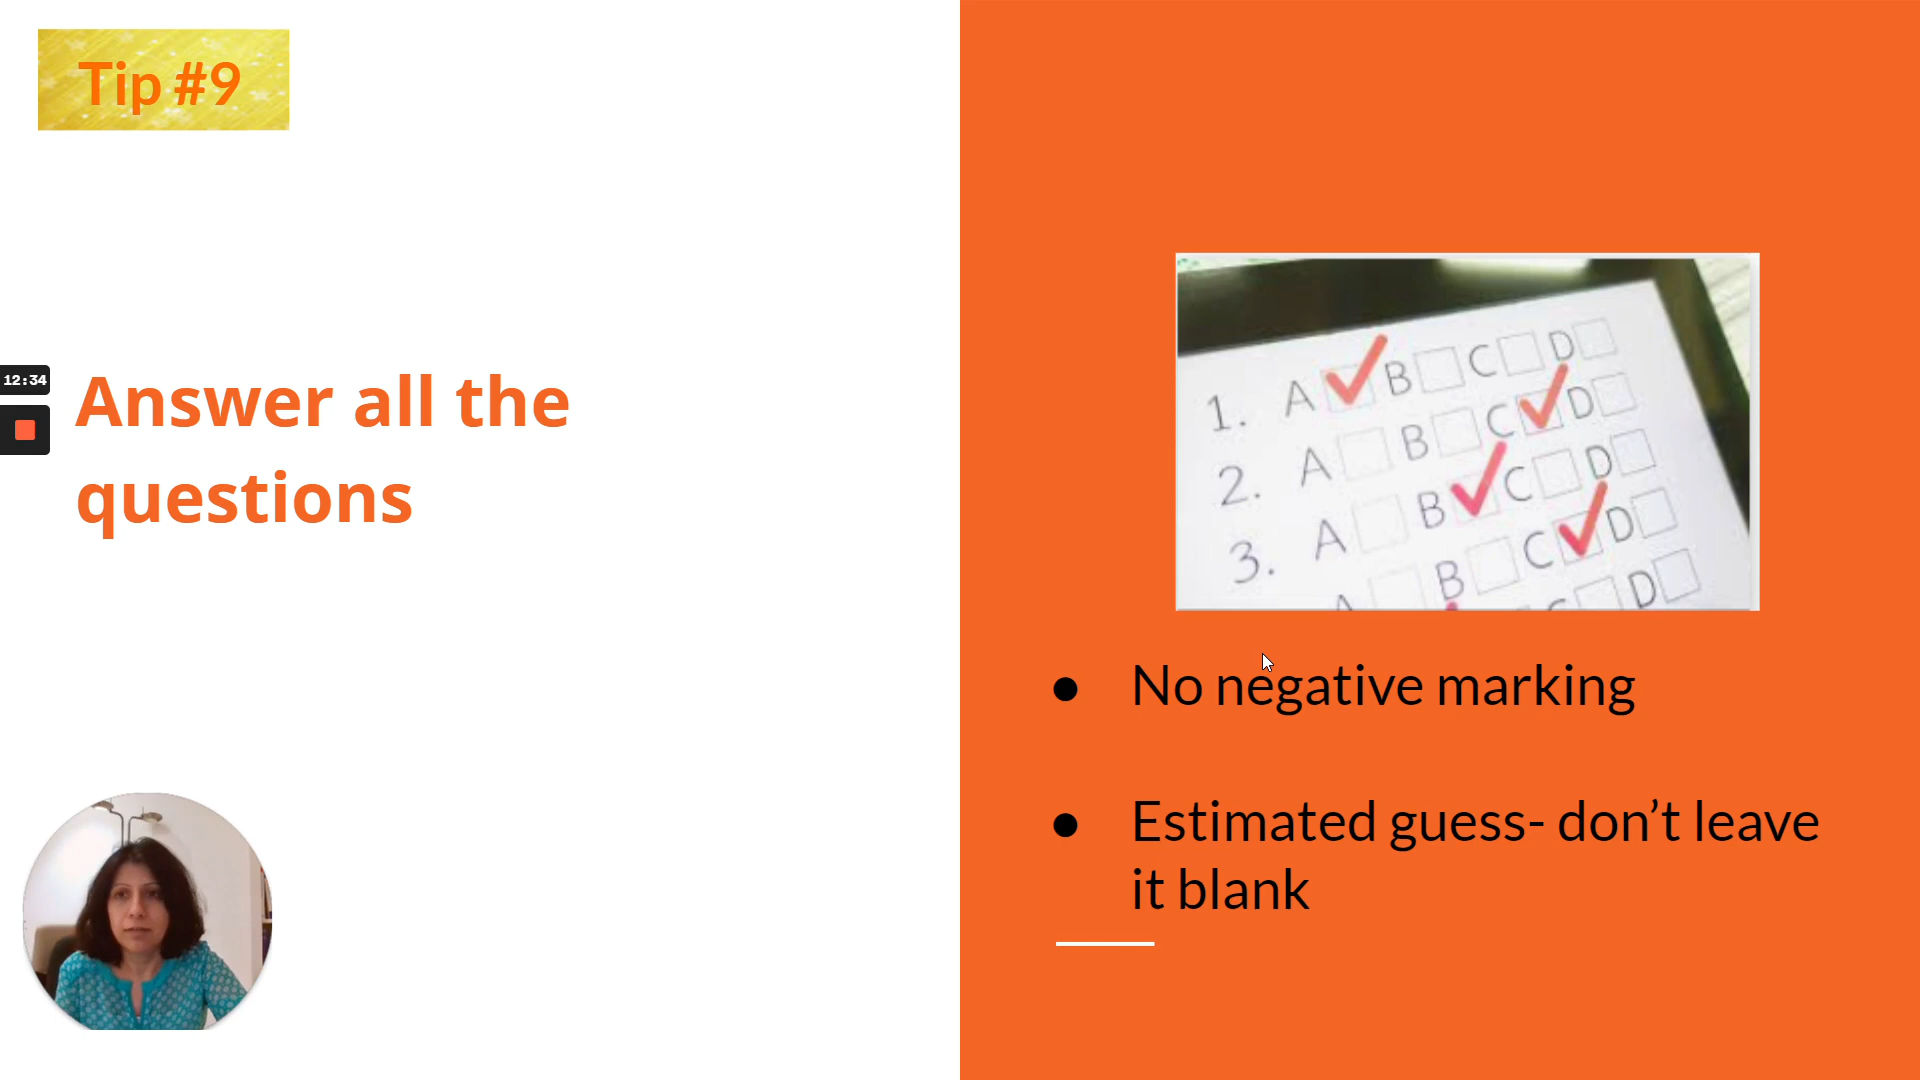 Tip #9
12:34
Answer all the
questions
1. A B C D
2. A B C D
3. A B C D
A B C D
● No negative marking
● Estimated guess- don’t leave
it blank